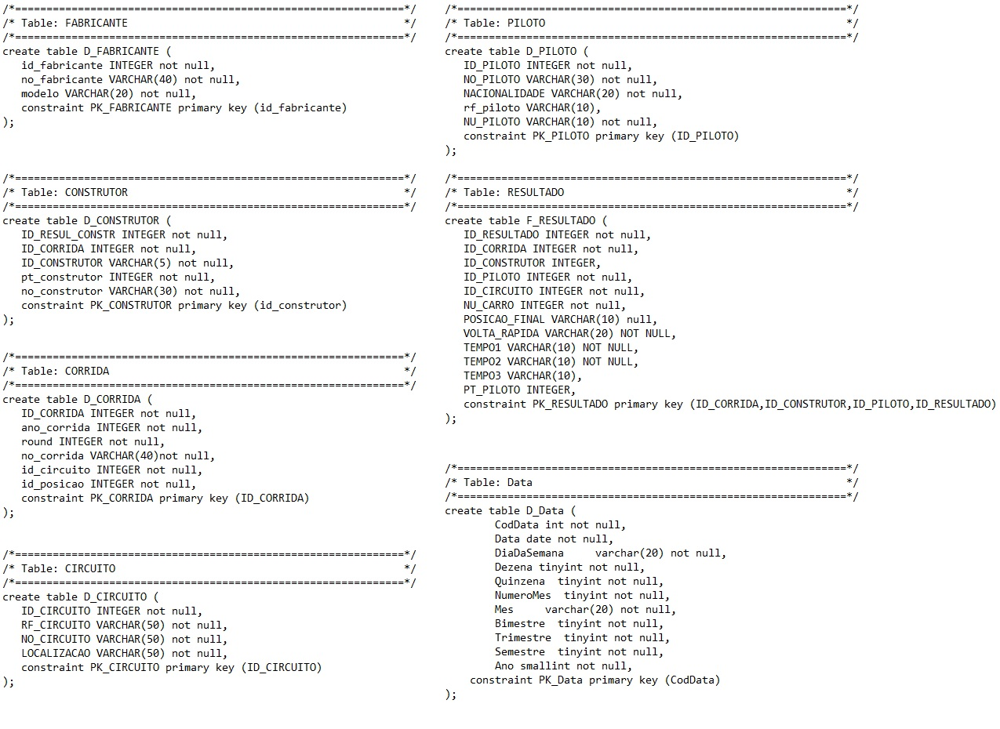 /*==============================================================*/
/* Table: FABRICANTE                                            */
/*==============================================================*/
create table D_FABRICANTE (
   id_fabricante INTEGER not null,
   no_fabricante VARCHAR(40) not null,
   modelo VARCHAR(20) not null,
   constraint PK_FABRICANTE primary key (id_fabricante)
);
/*==============================================================*/
/* Table: CONSTRUTOR                                            */
/*==============================================================*/
create table D_CONSTRUTOR (
   ID_RESUL_CONSTR INTEGER not null,
   ID_CORRIDA INTEGER not null,
   ID_CONSTRUTOR VARCHAR(5) not null,
   pt_construtor INTEGER not null,
   no_construtor VARCHAR(30) not null,
   constraint PK_CONSTRUTOR primary key (id_construtor)
);
/*==============================================================*/
/* Table: CORRIDA                                               */
/*==============================================================*/
create table D_CORRIDA (
   ID_CORRIDA INTEGER not null,
   ano_corrida INTEGER not null,
   round INTEGER not null,
   no_corrida VARCHAR(40)not null,
   id_circuito INTEGER not null,
   id_posicao INTEGER not null,
   constraint PK_CORRIDA primary key (ID_CORRIDA)
);
/*==============================================================*/
/* Table: CIRCUITO                                              */
/*==============================================================*/
create table D_CIRCUITO (
   ID_CIRCUITO INTEGER not null,
   RF_CIRCUITO VARCHAR(50) not null,
   NO_CIRCUITO VARCHAR(50) not null,
   LOCALIZACAO VARCHAR(50) not null,
   constraint PK_CIRCUITO primary key (ID_CIRCUITO)
);
/*==============================================================*/
/* Table: PILOTO                                                */
/*==============================================================*/
create table D_PILOTO (
   ID_PILOTO INTEGER not null,
   NO_PILOTO VARCHAR(30) not null,
   NACIONALIDADE VARCHAR(20) not null,
   rf_piloto VARCHAR(10),
   NU_PILOTO VARCHAR(10) not null,
   constraint PK_PILOTO primary key (ID_PILOTO)
);
/*==============================================================*/
/* Table: RESULTADO                                             */
/*==============================================================*/
create table F_RESULTADO (
   ID_RESULTADO INTEGER not null,
   ID_CORRIDA INTEGER not null,
   ID_CONSTRUTOR INTEGER,
   ID_PILOTO INTEGER not null,
   ID_CIRCUITO INTEGER not null,
   NU_CARRO INTEGER not null,
   POSICAO_FINAL VARCHAR(10) null,
   VOLTA_RAPIDA VARCHAR(20) NOT NULL,
   TEMPO1 VARCHAR(10) NOT NULL,
   TEMPO2 VARCHAR(10) NOT NULL,
   TEMPO3 VARCHAR(10),
   PT_PILOTO INTEGER,
   constraint PK_RESULTADO primary key (ID_CORRIDA,ID_CONSTRUTOR,ID_PILOTO,ID_RESULTADO)
);
/*==============================================================*/
/* Table: Data                                                  */
/*==============================================================*/
create table D_Data (
        CodData int not null,
        Data date not null,
        DiaDaSemana     varchar(20) not null,
        Dezena tinyint not null,
        Quinzena  tinyint not null,
        NumeroMes  tinyint not null,
        Mes     varchar(20) not null,
        Bimestre  tinyint not null,
        Trimestre  tinyint not null,
        Semestre  tinyint not null,
        Ano smallint not null,
    constraint PK_Data primary key (CodData)
);